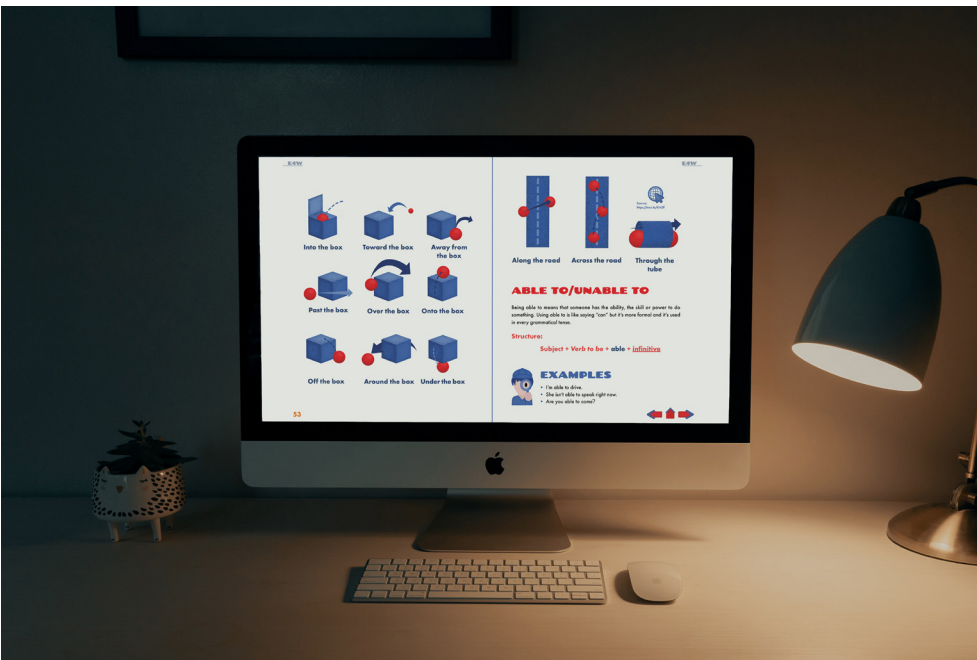 E4W
Into the box
Toward the box
Away from
the box
Past the box
Over the box
Onto the box
Off the box
Around the box
Under the box
53
E4W
Along the road
Across the road
Through the
tube
ABLE TO/UNABLE TO
Being able to means that someone has the ability, the skill or power to do
something. Using able to is like saying "can" but it's more formal and it's used
in every grammatical tense.
Structure:
Subject + Verb to be + able + infinitive
EXAMPLES
• I'm able to drive.
• She isn't able to speak right now.
• Are you able to come?